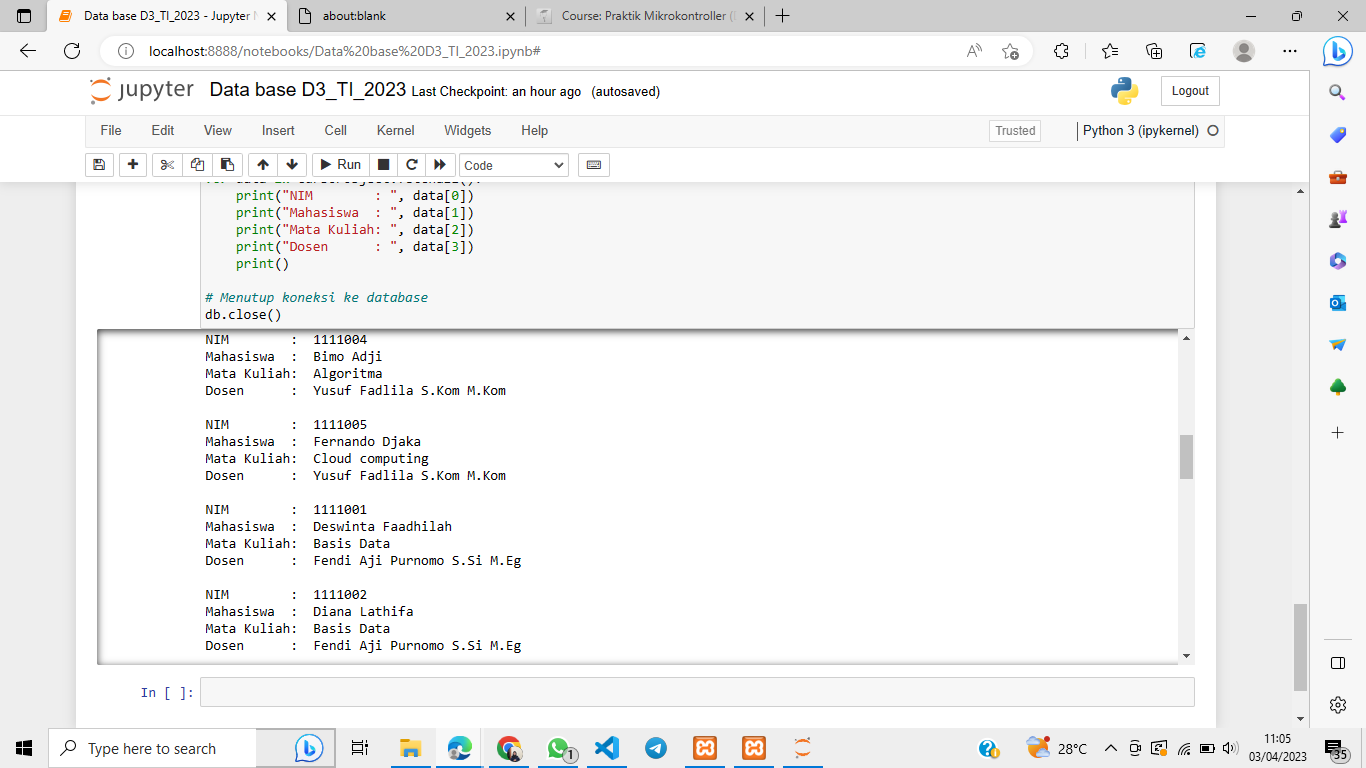 Data base D3_TI_2023 - Jupyter N
about:blank
Course: Praktik Mikrokontroller (
localhost:8888/notebooks/Data%20base%20D3_TI_2023.ipynb#
jupyter Data base D3_TI_2023 Last Checkpoint: an hour ago (autosaved)
Logout
File Edit View Insert Cell Kernel Widgets Help
Trusted
Python 3 (ipykernel)
Run
Code
print("NIM        : ", data[0])
print("Mahasiswa  : ", data[1])
print("Mata Kuliah: ", data[2])
print("Dosen      : ", data[3])
print()
# Menutup koneksi ke database
db.close()
NIM        :  1111004
Mahasiswa  :  Bimo Adji
Mata Kuliah:  Algoritma
Dosen      :  Yusuf Fadlila S.Kom M.Kom
NIM        :  1111005
Mahasiswa  :  Fernando Djaka
Mata Kuliah:  Cloud computing
Dosen      :  Yusuf Fadlila S.Kom M.Kom
NIM        :  1111001
Mahasiswa  :  Deswinta Faadhilah
Mata Kuliah:  Basis Data
Dosen      :  Fendi Aji Purnomo S.Si M.Eg
NIM        :  1111002
Mahasiswa  :  Diana Lathifa
Mata Kuliah:  Basis Data
Dosen      :  Fendi Aji Purnomo S.Si M.Eg
In [ ]:
Type here to search
1
28°C
11:05
03/04/2023
35